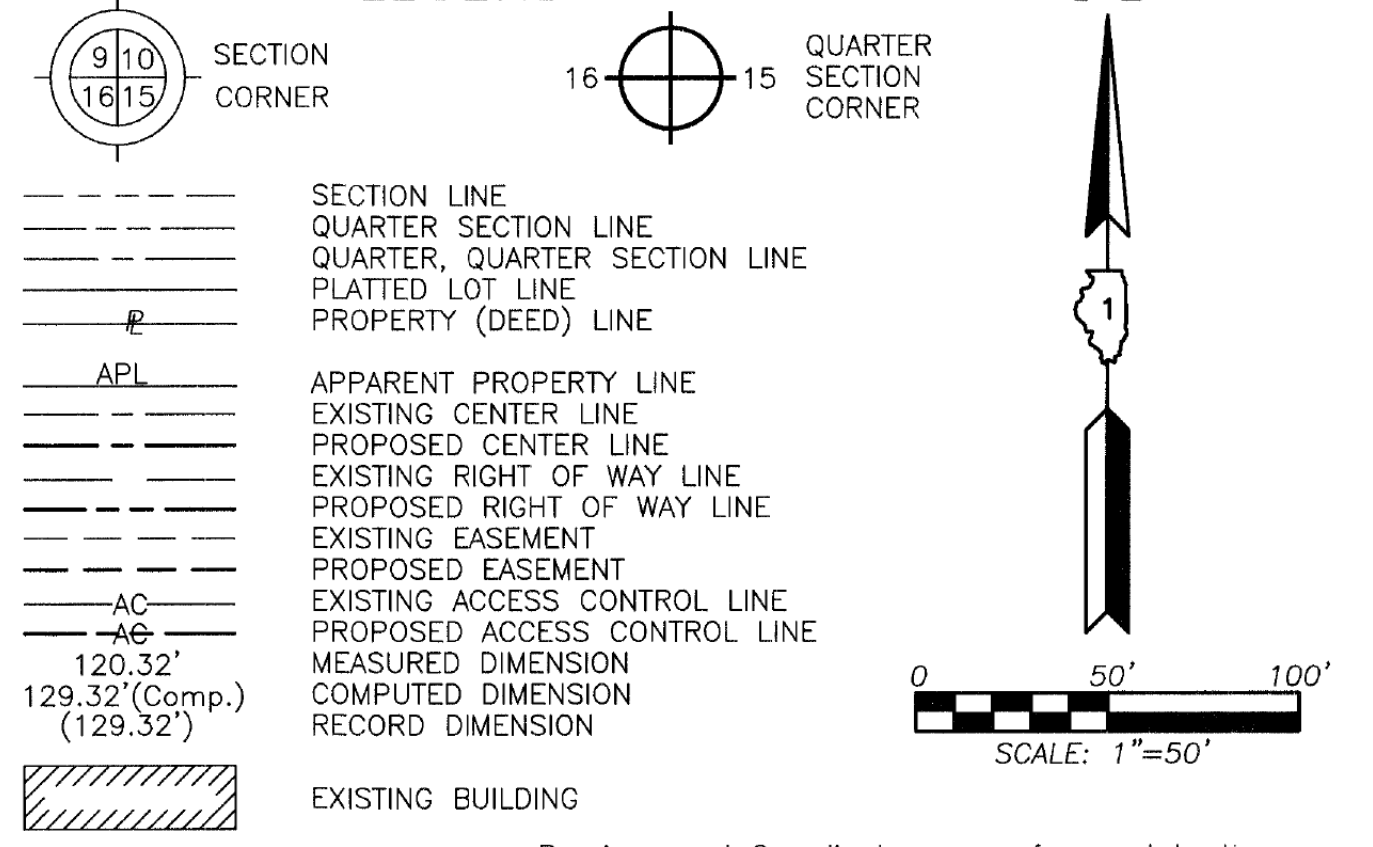 9 10 SECTION
16 15 CORNER
16 15 QUARTER
SECTION
CORNER
SECTION LINE
QUARTER SECTION LINE
QUARTER, QUARTER SECTION LINE
PLATTED LOT LINE
PL PROPERTY (DEED) LINE
APL APPARENT PROPERTY LINE
EXISTING CENTER LINE
PROPOSED CENTER LINE
EXISTING RIGHT OF WAY LINE
PROPOSED RIGHT OF WAY LINE
EXISTING EASEMENT
PROPOSED EASEMENT
AC EXISTING ACCESS CONTROL LINE
AC PROPOSED ACCESS CONTROL LINE
120.32' MEASURED DIMENSION
129.32'(Comp.) COMPUTED DIMENSION
(129.32') RECORD DIMENSION
EXISTING BUILDING
1
0 50' 100'
SCALE: 1"=50'